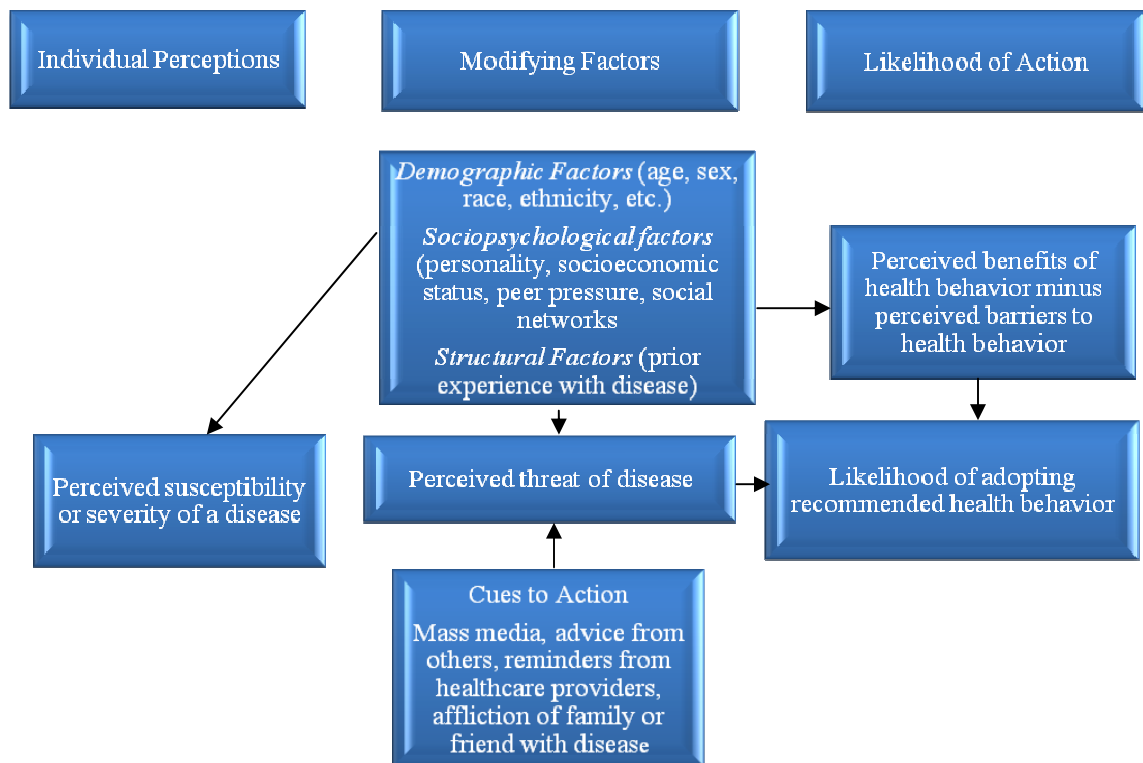 Individual Perceptions
Modifying Factors
Likelihood of Action
Demographic Factors (age, sex,
race, ethnicity, etc.)
Sociopsychological factors
(personality, socioeconomic
status, peer pressure, social
networks
Structural Factors (prior
experience with disease)
Perceived benefits of
health behavior minus
perceived barriers to
health behavior
Perceived susceptibility
or severity of a disease
Perceived threat of disease
Likelihood of adopting
recommended health behavior
Cues to Action
Mass media, advice from
others, reminders from
healthcare providers,
affliction of family or
friend with disease